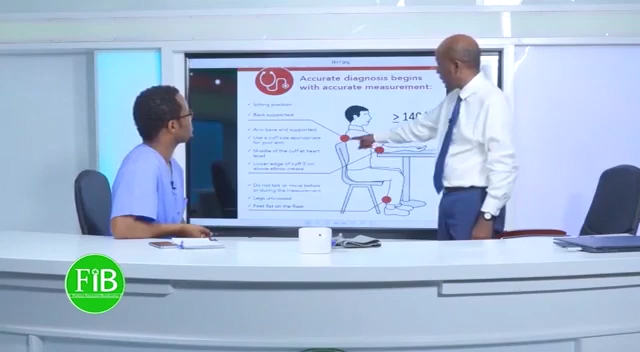 Accurate diagnosis begins
with accurate measurement:
Sitting position
Back supported
Arm bare and supported
Use a cuff size appropriate
for your arm
Middle of the cuff at heart
level
Lower edge of cuff 3 cm
above elbow crease
Do not talk or move before
or during the measurement
Legs uncrossed
Feet flat on the floor
≥ 140
FiB